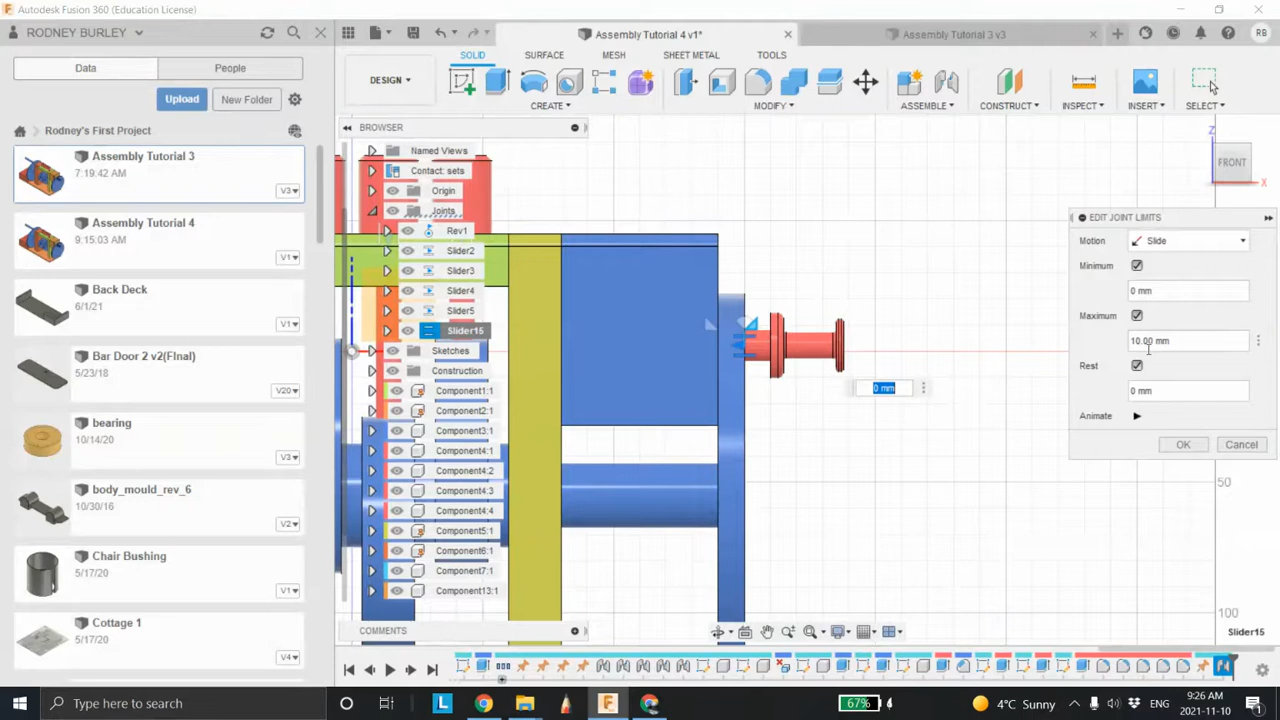 Autodesk Fusion 360 (Education License)
RODNEY BURLEY
Assembly Tutorial 4 v1*
Assembly Tutorial 3 v3
RB
Data
People
Upload
New Folder
Rodney's First Project
Assembly Tutorial 3
7:19:42 AM
V3
Assembly Tutorial 4
9:15:03 AM
V1
Back Deck
6/1/21
V1
Bar Door 2 v2(FInal)
5/23/18
V20
bearing
10/14/20
V3
body_mould_rev_6
10/30/16
V2
Chair Bushing
5/17/20
V1
Cottage 1
5/17/20
V4
DESIGN
SOLID
SURFACE
MESH
SHEET METAL
TOOLS
CREATE
MODIFY
ASSEMBLE
CONSTRUCT
INSPECT
INSERT
SELECT
BROWSER
Named Views
Contact: sets
Origin
Joints
Rev1
Slider2
Slider3
Slider4
Slider5
Slider15
Sketches
Construction
Component1:1
Component2:1
Component3:1
Component4:1
Component4:2
Component4:3
Component4:4
Component5:1
Component6:1
Component7:1
Component13:1
COMMENTS
0 mm
Z
FRONT
X
EDIT JOINT LIMITS
Motion
Slide
Minimum
0 mm
Maximum
10.00 mm
Rest
0 mm
Animate
OK
Cancel
50
100
Slider15
Type here to search
L
67%
4°C Sunny
9:26 AM
2021-11-10
1